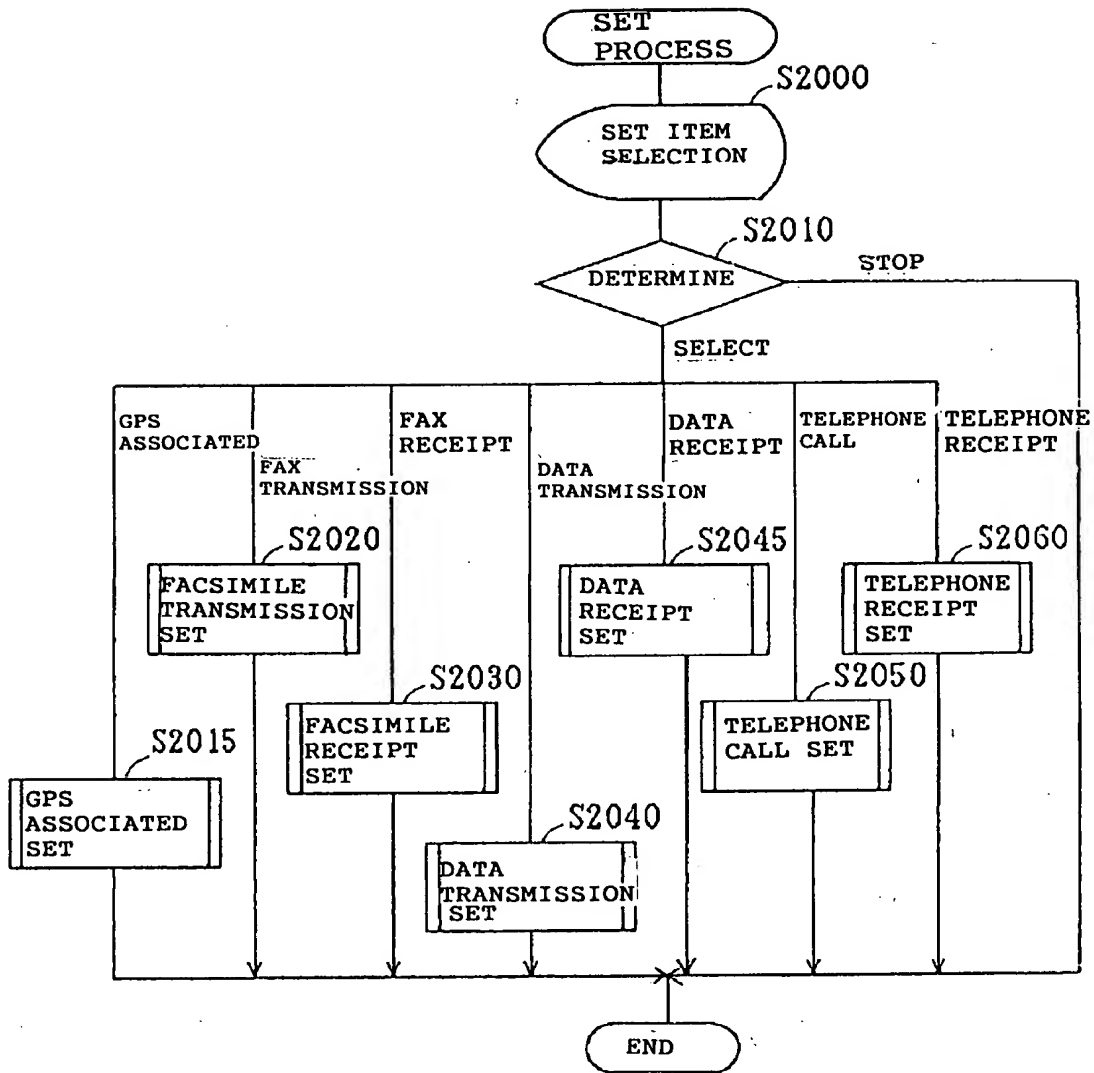 SET
PROCESS
S2000
SET ITEM
SELECTION
S2010
DETERMINE
STOP
SELECT
GPS
ASSOCIATED
FAX
TRANSMISSION
FAX
RECEIPT
DATA
TRANSMISSION
DATA
RECEIPT
TELEPHONE
CALL
TELEPHONE
RECEIPT
S2020
FACSIMILE
TRANSMISSION
SET
S2045
DATA
RECEIPT
SET
S2060
TELEPHONE
RECEIPT
SET
S2030
FACSIMILE
RECEIPT
SET
S2050
TELEPHONE
CALL SET
S2015
GPS
ASSOCIATED
SET
S2040
DATA
TRANSMISSION
SET
END